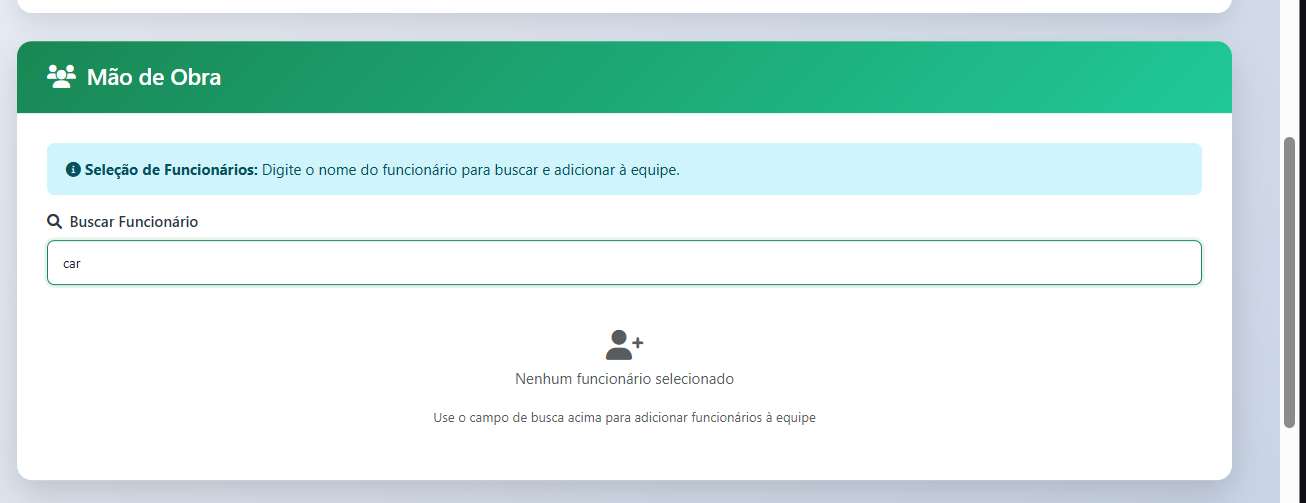 Mão de Obra
Seleção de Funcionários: Digite o nome do funcionário para buscar e adicionar à equipe.
Buscar Funcionário
car
Nenhum funcionário selecionado
Use o campo de busca acima para adicionar funcionários à equipe